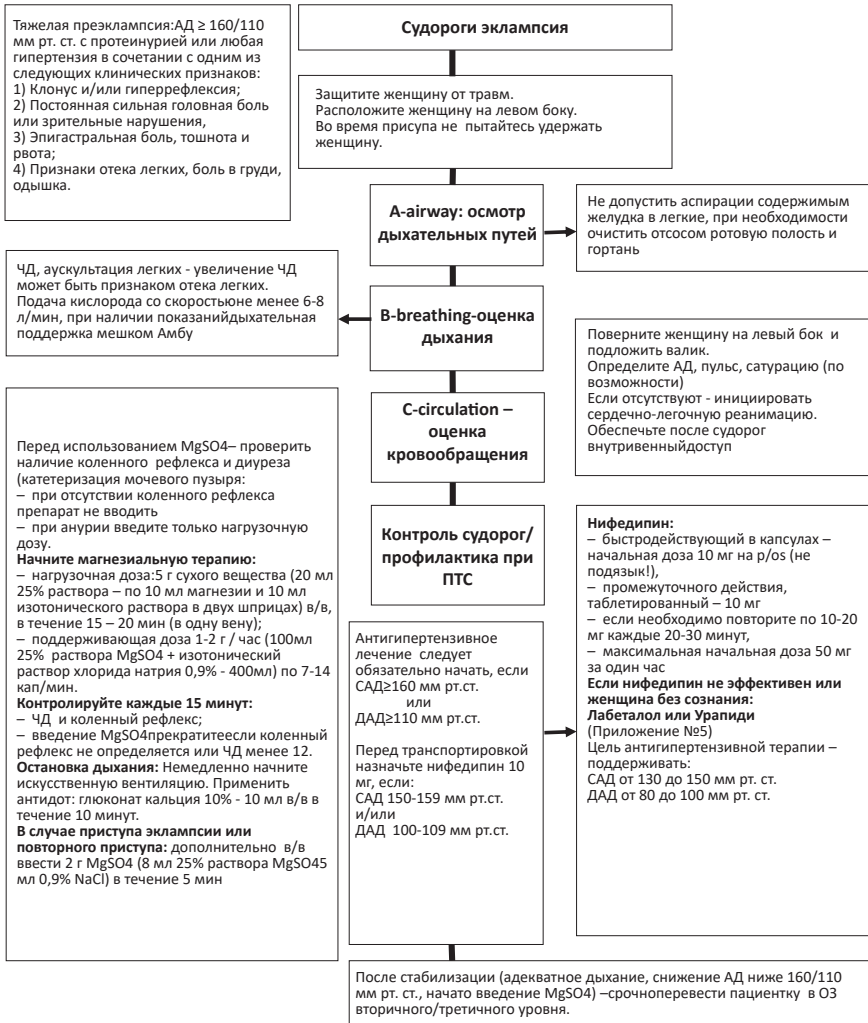 Тяжелая преэклампсия:АД ≥ 160/110
мм рт. ст. с протеинурией или любая
гипертензия в сочетании с одним из
следующих клинических признаков:
1) Клонус и/или гиперрефлексия;
2) Постоянная сильная головная боль
или зрительные нарушения,
3) Эпигастральная боль, тошнота и
рвота;
4) Признаки отека легких, боль в груди,
одышка.
Судороги эклампсия
Защитите женщину от травм.
Расположите женщину на левом боку.
Во время присупа не пытайтесь удержать
женщину.
A-airway: осмотр
дыхательных путей
Не допустить аспирации содержимым
желудка в легкие, при необходимости
очистить отсосом ротовую полость и
гортань
ЧД, аускультация легких - увеличение ЧД
может быть признаком отека легких.
Подача кислорода со скоростьюне менее 6-8
л/мин, при наличии показанийдыхательная
поддержка мешком Амбу
B-breathing-оценка
дыхания
Поверните женщину на левый бок и
подложить валик.
Определите АД, пульс, сатурацию (по
возможности)
Если отсутствуют - инициировать
сердечно-легочную реанимацию.
Обеспечьте после судорог
внутривенныйдоступ
C-circulation –
оценка
кровообращения
Перед использованием MgSO4– проверить
наличие коленного рефлекса и диуреза
(катетеризация мочевого пузыря:
– при отсутствии коленного рефлекса
препарат не вводить
– при анурии введите только нагрузочную
дозу.
Начните магнезиальную терапию:
– нагрузочная доза:5 г сухого вещества (20 мл
25% раствора – по 10 мл магнезии и 10 мл
изотонического раствора в двух шприцах) в/в,
в течение 15 – 20 мин (в одну вену);
– поддерживающая доза 1-2 г / час (100мл
25% раствора MgSO4 + изотонический
раствор хлорида натрия 0,9% - 400мл) по 7-14
кап/мин.
Контролируйте каждые 15 минут:
– ЧД и коленный рефлекс;
– введение MgSO4прекратитеесли коленный
рефлекс не определяется или ЧД менее 12.
Остановка дыхания: Немедленно начните
искусственную вентиляцию. Применить
антидот: глюконат кальция 10% - 10 мл в/в в
течение 10 минут.
В случае приступа эклампсии или
повторного приступа: дополнительно в/в
ввести 2 г MgSO4 (8 мл 25% раствора MgSO45
мл 0,9% NaCl) в течение 5 мин
Контроль судорог/
профилактика при
ПТС
Антигипертензивное
лечение следует
обязательно начать, если
САД≥160 мм рт.ст.
или
ДАД≥110 мм рт.ст.
Перед транспортировкой
назначьте нифедипин 10
мг, если:
САД 150-159 мм рт.ст.
и/или
ДАД 100-109 мм рт.ст.
Нифедипин:
– быстродействующий в капсулах –
начальная доза 10 мг на p/os (не
подязык!),
– промежуточного действия,
таблетированный – 10 мг
– если необходимо повторите по 10-20
мг каждые 20-30 минут,
– максимальная начальная доза 50 мг
за один час
Если нифедипин не эффективен или
женщина без сознания:
Лабеталол или Урапиди
(Приложение №5)
Цель антигипертензивной терапии –
поддерживать:
САД от 130 до 150 мм рт. ст.
ДАД от 80 до 100 мм рт. ст.
После стабилизации (адекватное дыхание, снижение АД ниже 160/110
мм рт. ст., начато введение MgSO4) –срочноперевести пациентку в ОЗ
вторичного/третичного уровня.